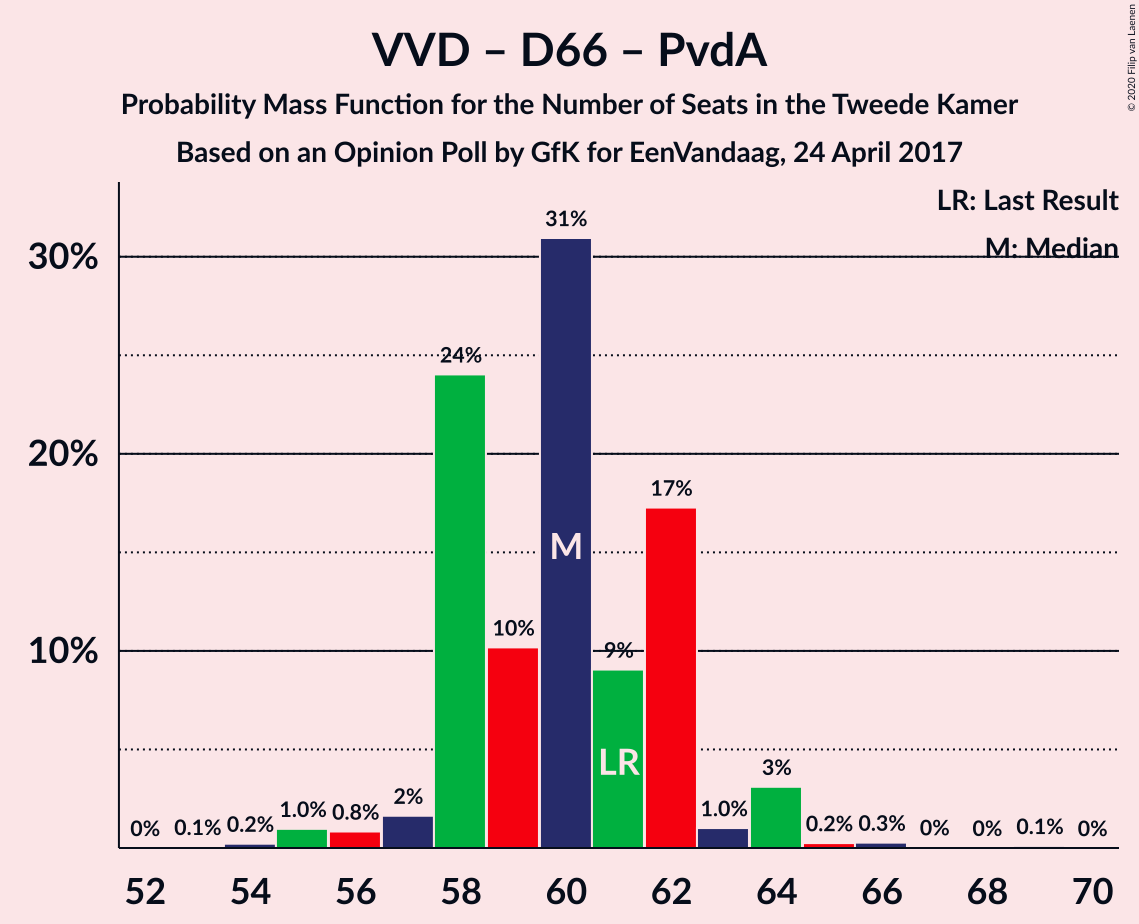 VVD – D66 – PvdA
Probability Mass Function for the Number of Seats in the Tweede Kamer
Based on an Opinion Poll by GfK for EenVandaag, 24 April 2017
© 2020 Filip van Laenen
LR: Last Result
M: Median
30%
20%
10%
0%
0.1%
0.2%
1.0%
0.8%
2%
24%
10%
31%
9%
17%
1.0%
3%
0.2%
0.3%
0%
0%
0.1%
0%
M
LR
52 54 56 58 60 62 64 66 68 70